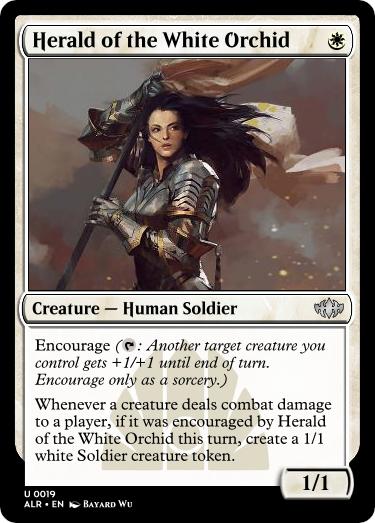 Herald of the White Orchid
Creature — Human Soldier
Encourage (: Another target creature you
control gets +1/+1 until end of turn.
Encourage only as a sorcery.)
Whenever a creature deals combat damage
to a player, if it was encouraged by Herald
of the White Orchid this turn, create a 1/1
white Soldier creature token.
1/1
U 0019
ALR • EN Bayard Wu